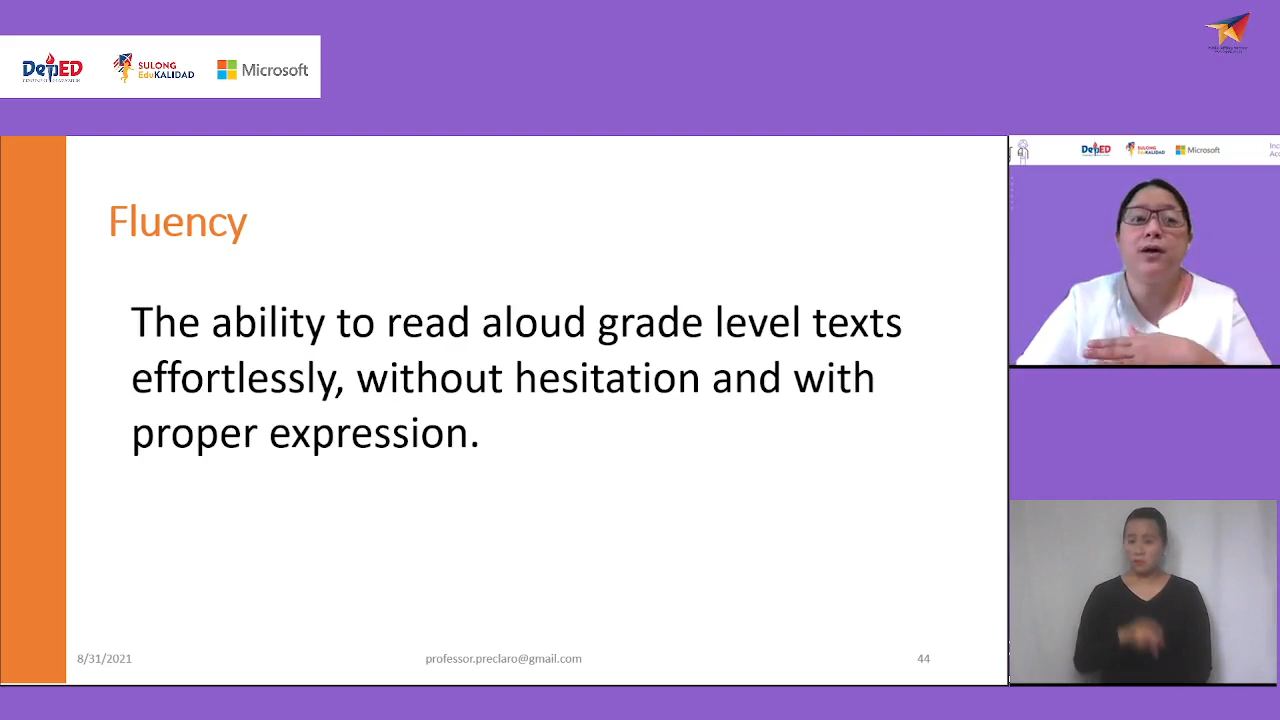 DepED
SULONG
EduKALIDAD
Microsoft
DepED
SULONG
EduKALIDAD
Microsoft
Fluency
The ability to read aloud grade level texts
effortlessly, without hesitation and with
proper expression.
8/31/2021
professor.preclaro@gmail.com
44